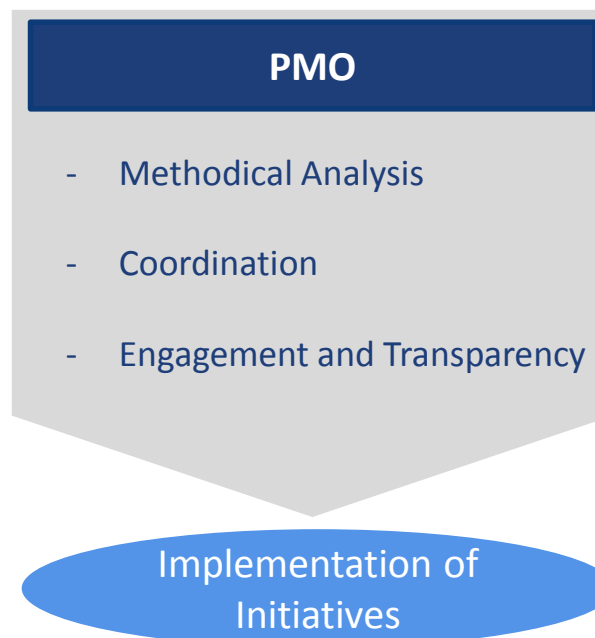 PMO
- Methodical Analysis
- Coordination
- Engagement and Transparency
Implementation of
Initiatives